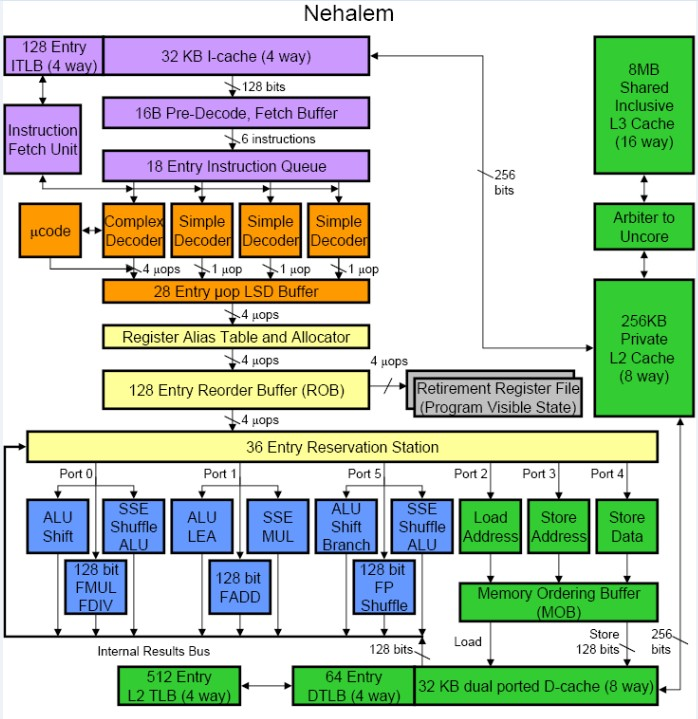 Nehalem
128 Entry
ITLB (4 way)
32 KB I-cache (4 way)
128 bits
16B Pre-Decode, Fetch Buffer
Instruction
Fetch Unit
6 instructions
18 Entry Instruction Queue
256
bits
8MB
Shared
Inclusive
L3 Cache
(16 way)
Arbiter to
Uncore
256KB
Private
L2 Cache
(8 way)
µcode
Complex
Decoder
Simple
Decoder
Simple
Decoder
Simple
Decoder
4 µops
1 µop
1 µop
1 µop
28 Entry µop LSD Buffer
4 µops
Register Alias Table and Allocator
4 µops
4 µops
128 Entry Reorder Buffer (ROB)
Retirement Register File
(Program Visible State)
4 µops
36 Entry Reservation Station
Port 0
Port 1
Port 5
Port 2
Port 3
Port 4
ALU
Shift
SSE
Shuffle
ALU
ALU
LEA
SSE
MUL
ALU
Shift
Branch
SSE
Shuffle
ALU
Load
Address
Store
Address
Store
Data
128 bit
FMUL
FDIV
128 bit
FADD
128 bit
FP
Shuffle
Memory Ordering Buffer
(MOB)
Internal Results Bus
128 bits
Load
Store
128 bits
256
bits
512 Entry
L2 TLB (4 way)
64 Entry
DTLB (4 way)
32 KB dual ported D-cache (8 way)